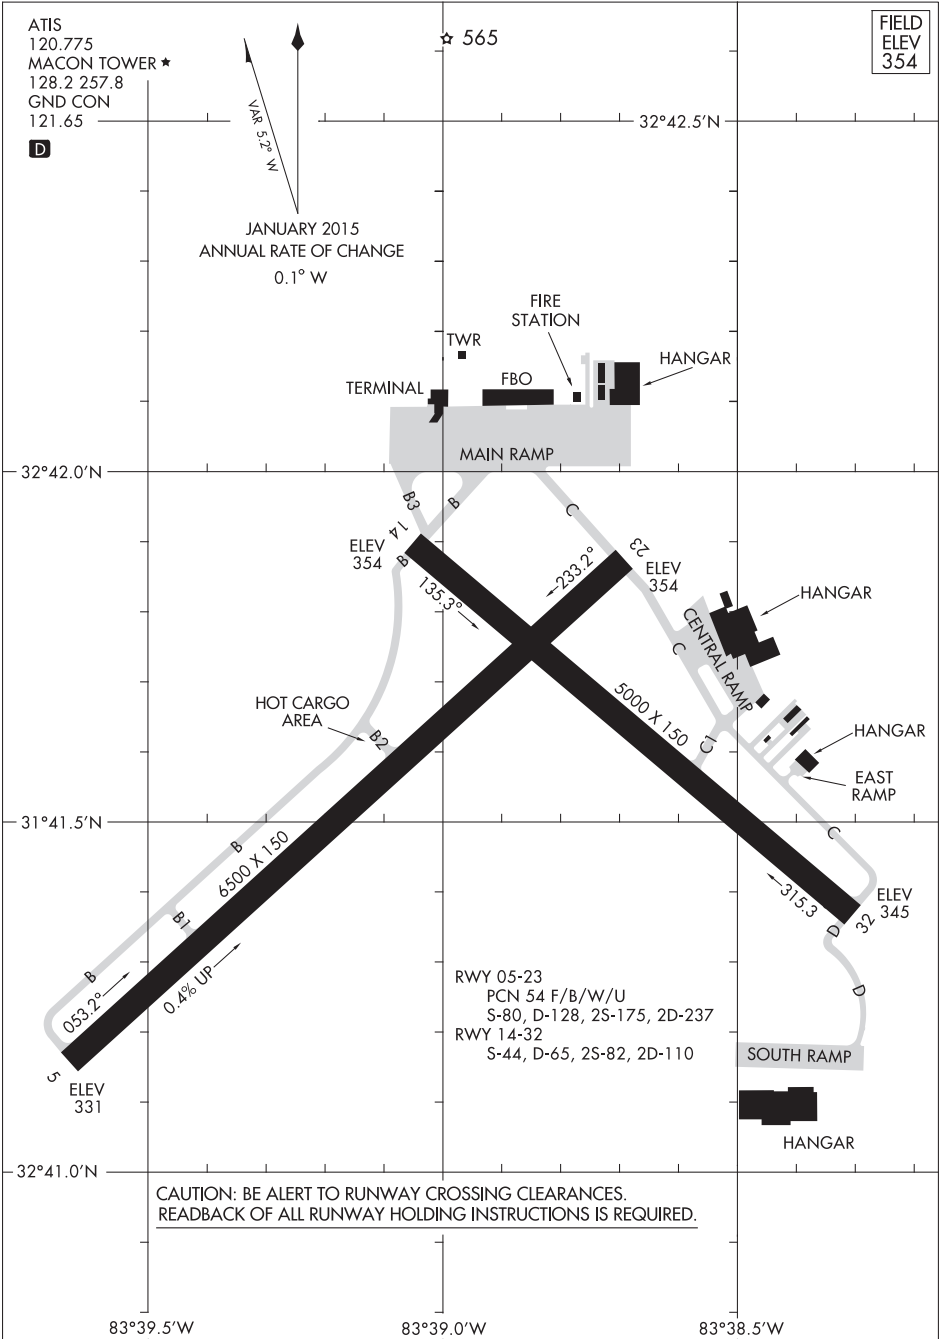 ATIS
120.775
MACON TOWER ★
128.2 257.8
GND CON
121.65
D
VAR 5.2° W
JANUARY 2015
ANNUAL RATE OF CHANGE
0.1° W
565
FIELD
ELEV
354
32°42.5'N
FIRE
STATION
TWR
TERMINAL
FBO
HANGAR
MAIN RAMP
32°42.0'N
B3
B
C
14
ELEV
354
B
135.3°
233.2°
23
ELEV
354
HANGAR
CENTRAL RAMP
C
5000 X 150
HOT CARGO
AREA
B2
C1
HANGAR
EAST
RAMP
31°41.5'N
C
B
6500 X 150
315.3
ELEV
345
32
D
B1
B
053.2°
0.4% UP
D
RWY 05-23
PCN 54 F/B/W/U
S-80, D-128, 2S-175, 2D-237
RWY 14-32
S-44, D-65, 2S-82, 2D-110
SOUTH RAMP
5
ELEV
331
HANGAR
32°41.0'N
CAUTION: BE ALERT TO RUNWAY CROSSING CLEARANCES.
READBACK OF ALL RUNWAY HOLDING INSTRUCTIONS IS REQUIRED.
83°39.5'W
83°39.0'W
83°38.5'W